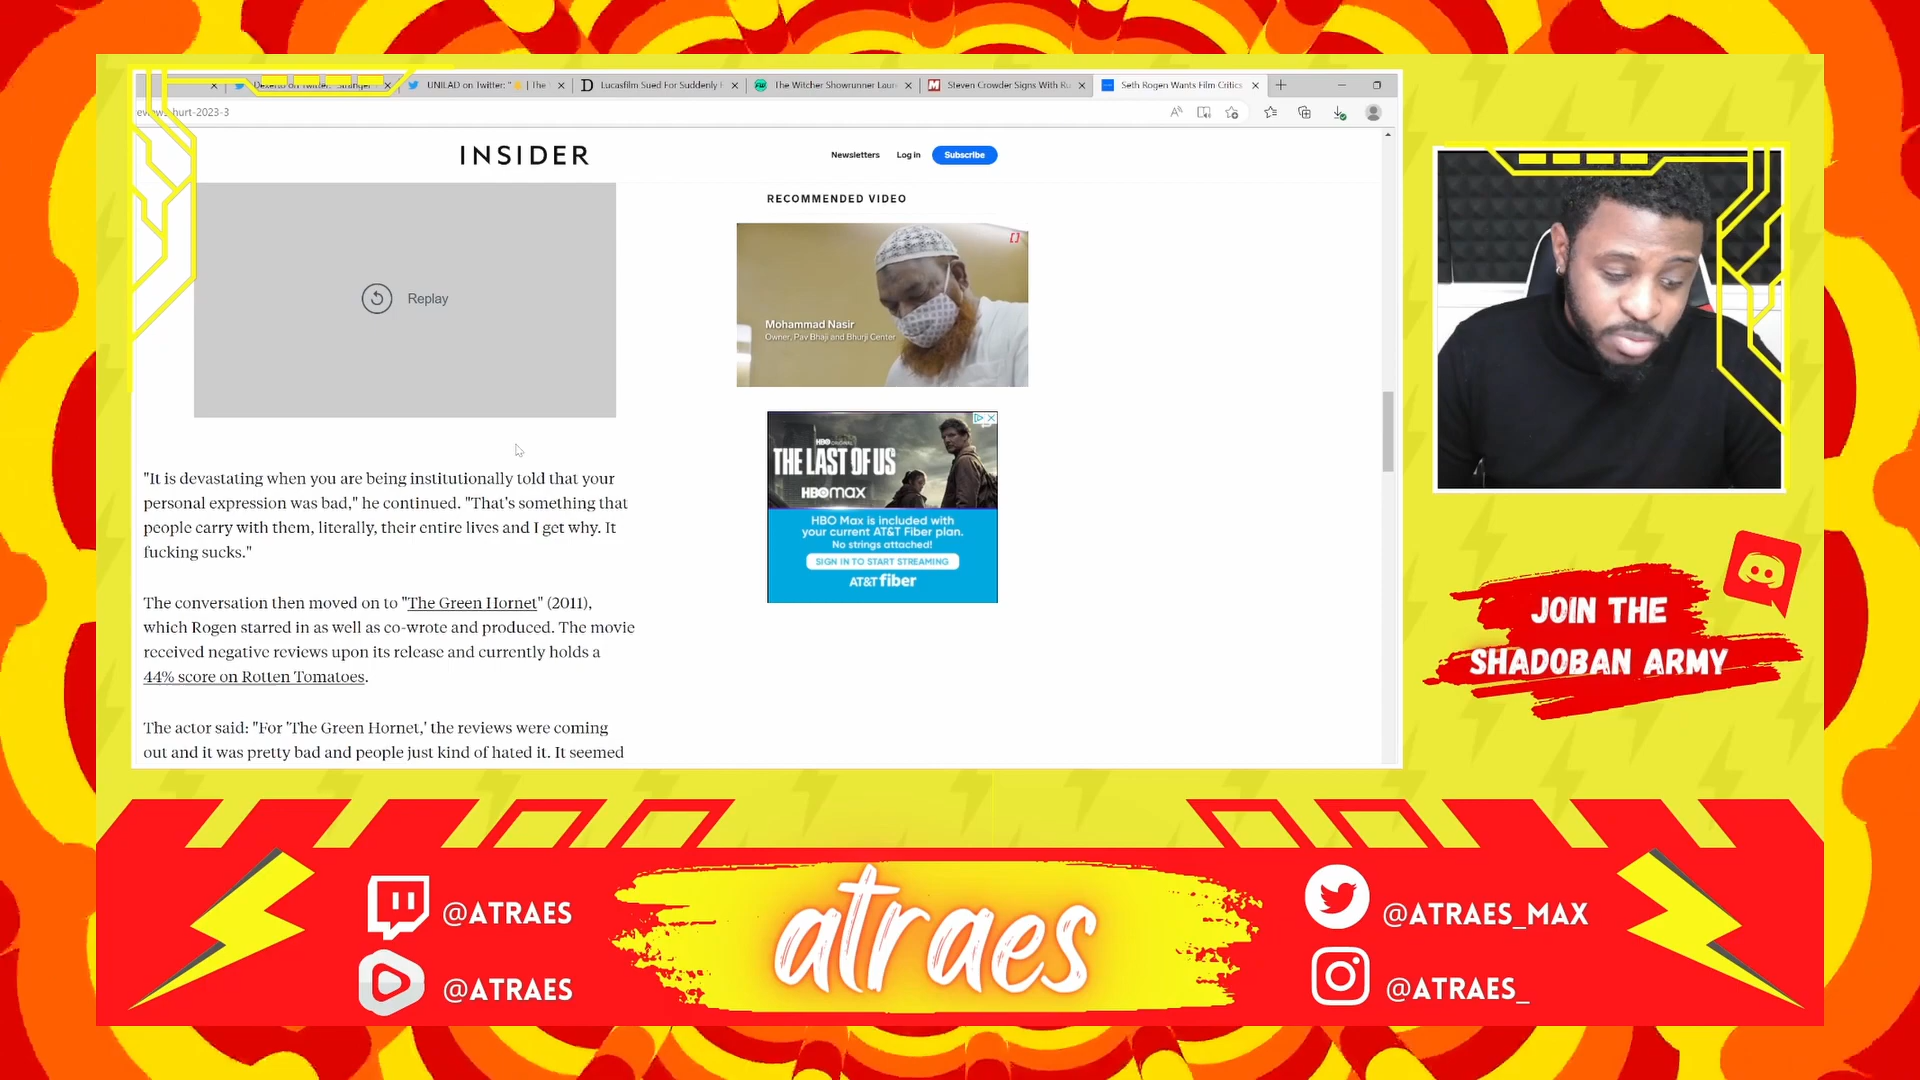 Dexerto on Twitter: "Stranger
UNILAD on Twitter: "
| The
Lucasfilm Sued For Suddenly
The Witcher Showrunner Laun
Steven Crowder Signs With Ru
Seth Rogen Wants Film Critics
hurt-2023-3
INSIDER
Newsletters
Log in
Subscribe
Replay
RECOMMENDED VIDEO
Mohammad Nasir
Owner, Pav Bhaji and Bhurji Center
HBO ORIGINAL
THE LAST OF US
HBOmax
HBO Max is included with
your current AT&T Fiber plan.
No strings attached!
SIGN IN TO START STREAMING
AT&T fiber
"It is devastating when you are being institutionally told that your
personal expression was bad," he continued. "That's something that
people carry with them, literally, their entire lives and I get why. It
fucking sucks."
The conversation then moved on to "The Green Hornet" (2011),
which Rogen starred in as well as co-wrote and produced. The movie
received negative reviews upon its release and currently holds a
44% score on Rotten Tomatoes.
The actor said: "For 'The Green Hornet,' the reviews were coming
out and it was pretty bad and people just kind of hated it. It seemed
JOIN THE
SHADOBAN ARMY
@ATRAES
@ATRAES
atraes
@ATRAES_MAX
@ATRAES_